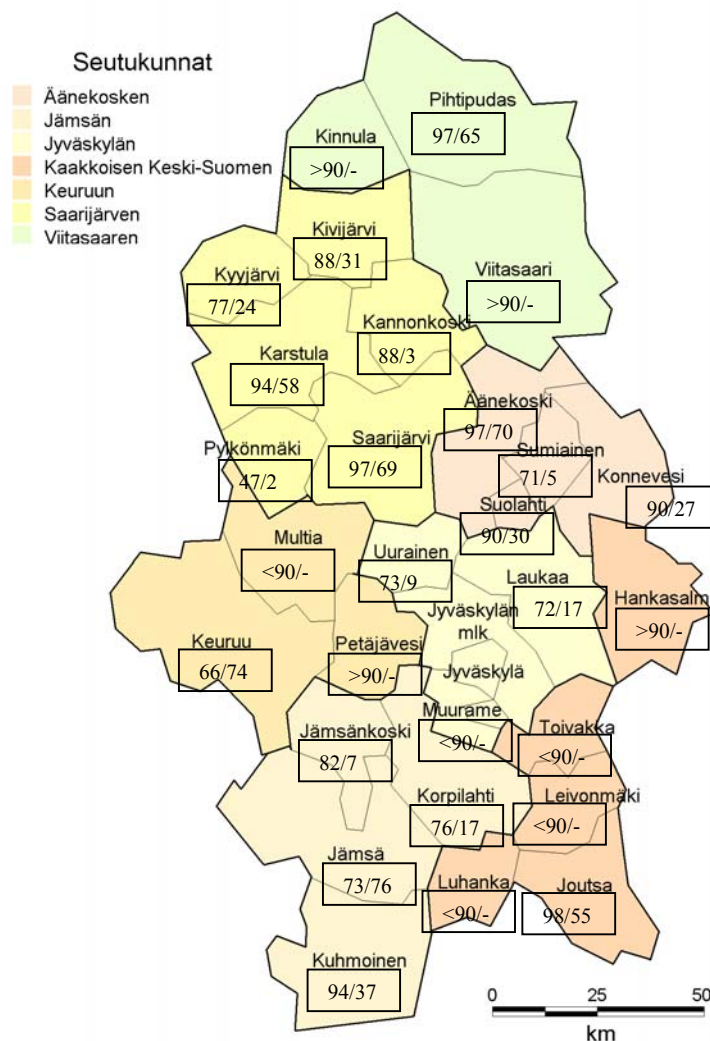 Seutukunnat
Äänekosken
Jämsän
Jyväskylän
Kaakkoisen Keski-Suomen
Keuruun
Saarijärven
Viitasaaren
Pihtipudas
97/65
Kinnula
>90/-
Kivijärvi
88/31
Viitasaari
>90/-
Kyyjärvi
77/24
Kannonkoski
88/3
Karstula
94/58
Äänekoski
97/70
Sumiainen
71/5
Saarijärvi
97/69
Pylkönmäki
47/2
Konnevesi
90/27
Suolahti
90/30
Multia
<90/-
Uurainen
73/9
Laukaa
72/17
Hankasalm
>90/-
Jyväskylän
mlk
Keuruu
66/74
Petäjävesi
>90/-
Jyväskylä
Muurame
<90/-
Toivakka
<90/-
Jämsänkoski
82/7
Korpilahti
76/17
Leivonmäki
<90/-
Jämsä
73/76
Luhanka
<90/-
Joutsa
98/55
Kuhmoinen
94/37
0 25 50
km